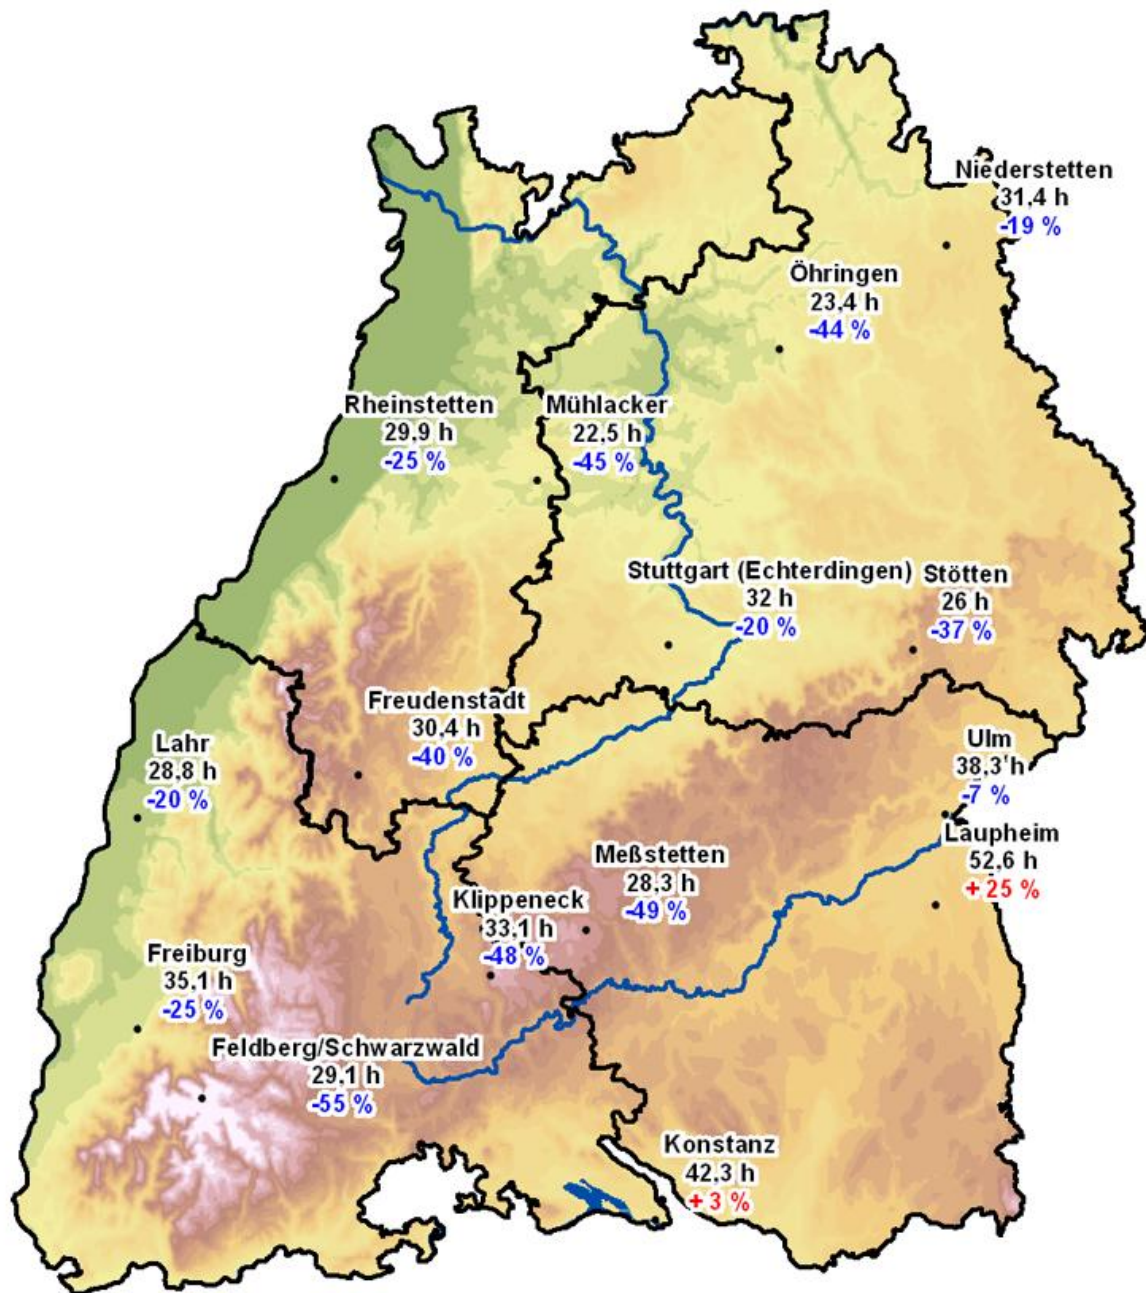 Niederstetten
31,4 h
-19 %
Öhringen
23,4 h
-44 %
Rheinstetten
29,9 h
-25 %
Mühlacker
22,5 h
-45 %
Stuttgart (Echterdingen)
32 h
-20 %
Stötten
26 h
-37 %
Freudenstadt
30,4 h
-40 %
Lahr
28,8 h
-20 %
Ulm
38,3 h
-7 %
Laupheim
52,6 h
+ 25 %
Meßstetten
28,3 h
-49 %
Klippeneck
33,1 h
-48 %
Freiburg
35,1 h
-25 %
Feldberg/Schwarzwald
29,1 h
-55 %
Konstanz
42,3 h
+ 3 %